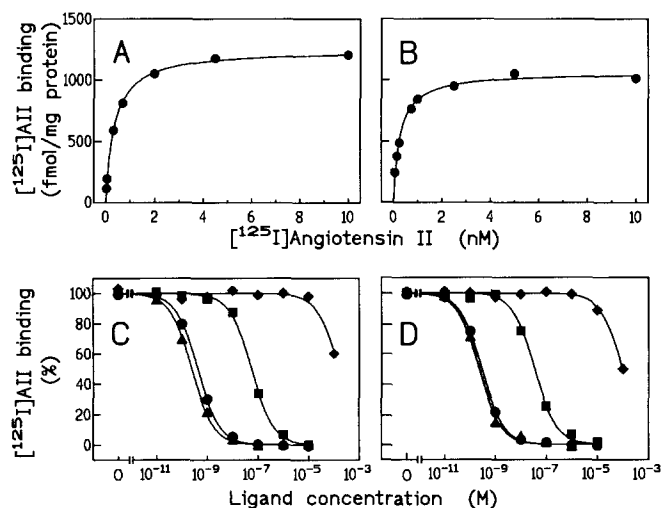 A
B
1500
1000
500
0
[¹²⁵I]AII binding
(fmol/mg protein)
0 2 4 6 8 10
0 2 4 6 8 10
[¹²⁵I]Angiotensin II (nM)
C
D
100
80
60
40
20
0
[¹²⁵I]AII binding
(%)
0 10⁻¹¹ 10⁻⁹ 10⁻⁷ 10⁻⁵ 10⁻³
0 10⁻¹¹ 10⁻⁹ 10⁻⁷ 10⁻⁵ 10⁻³
Ligand concentration (M)